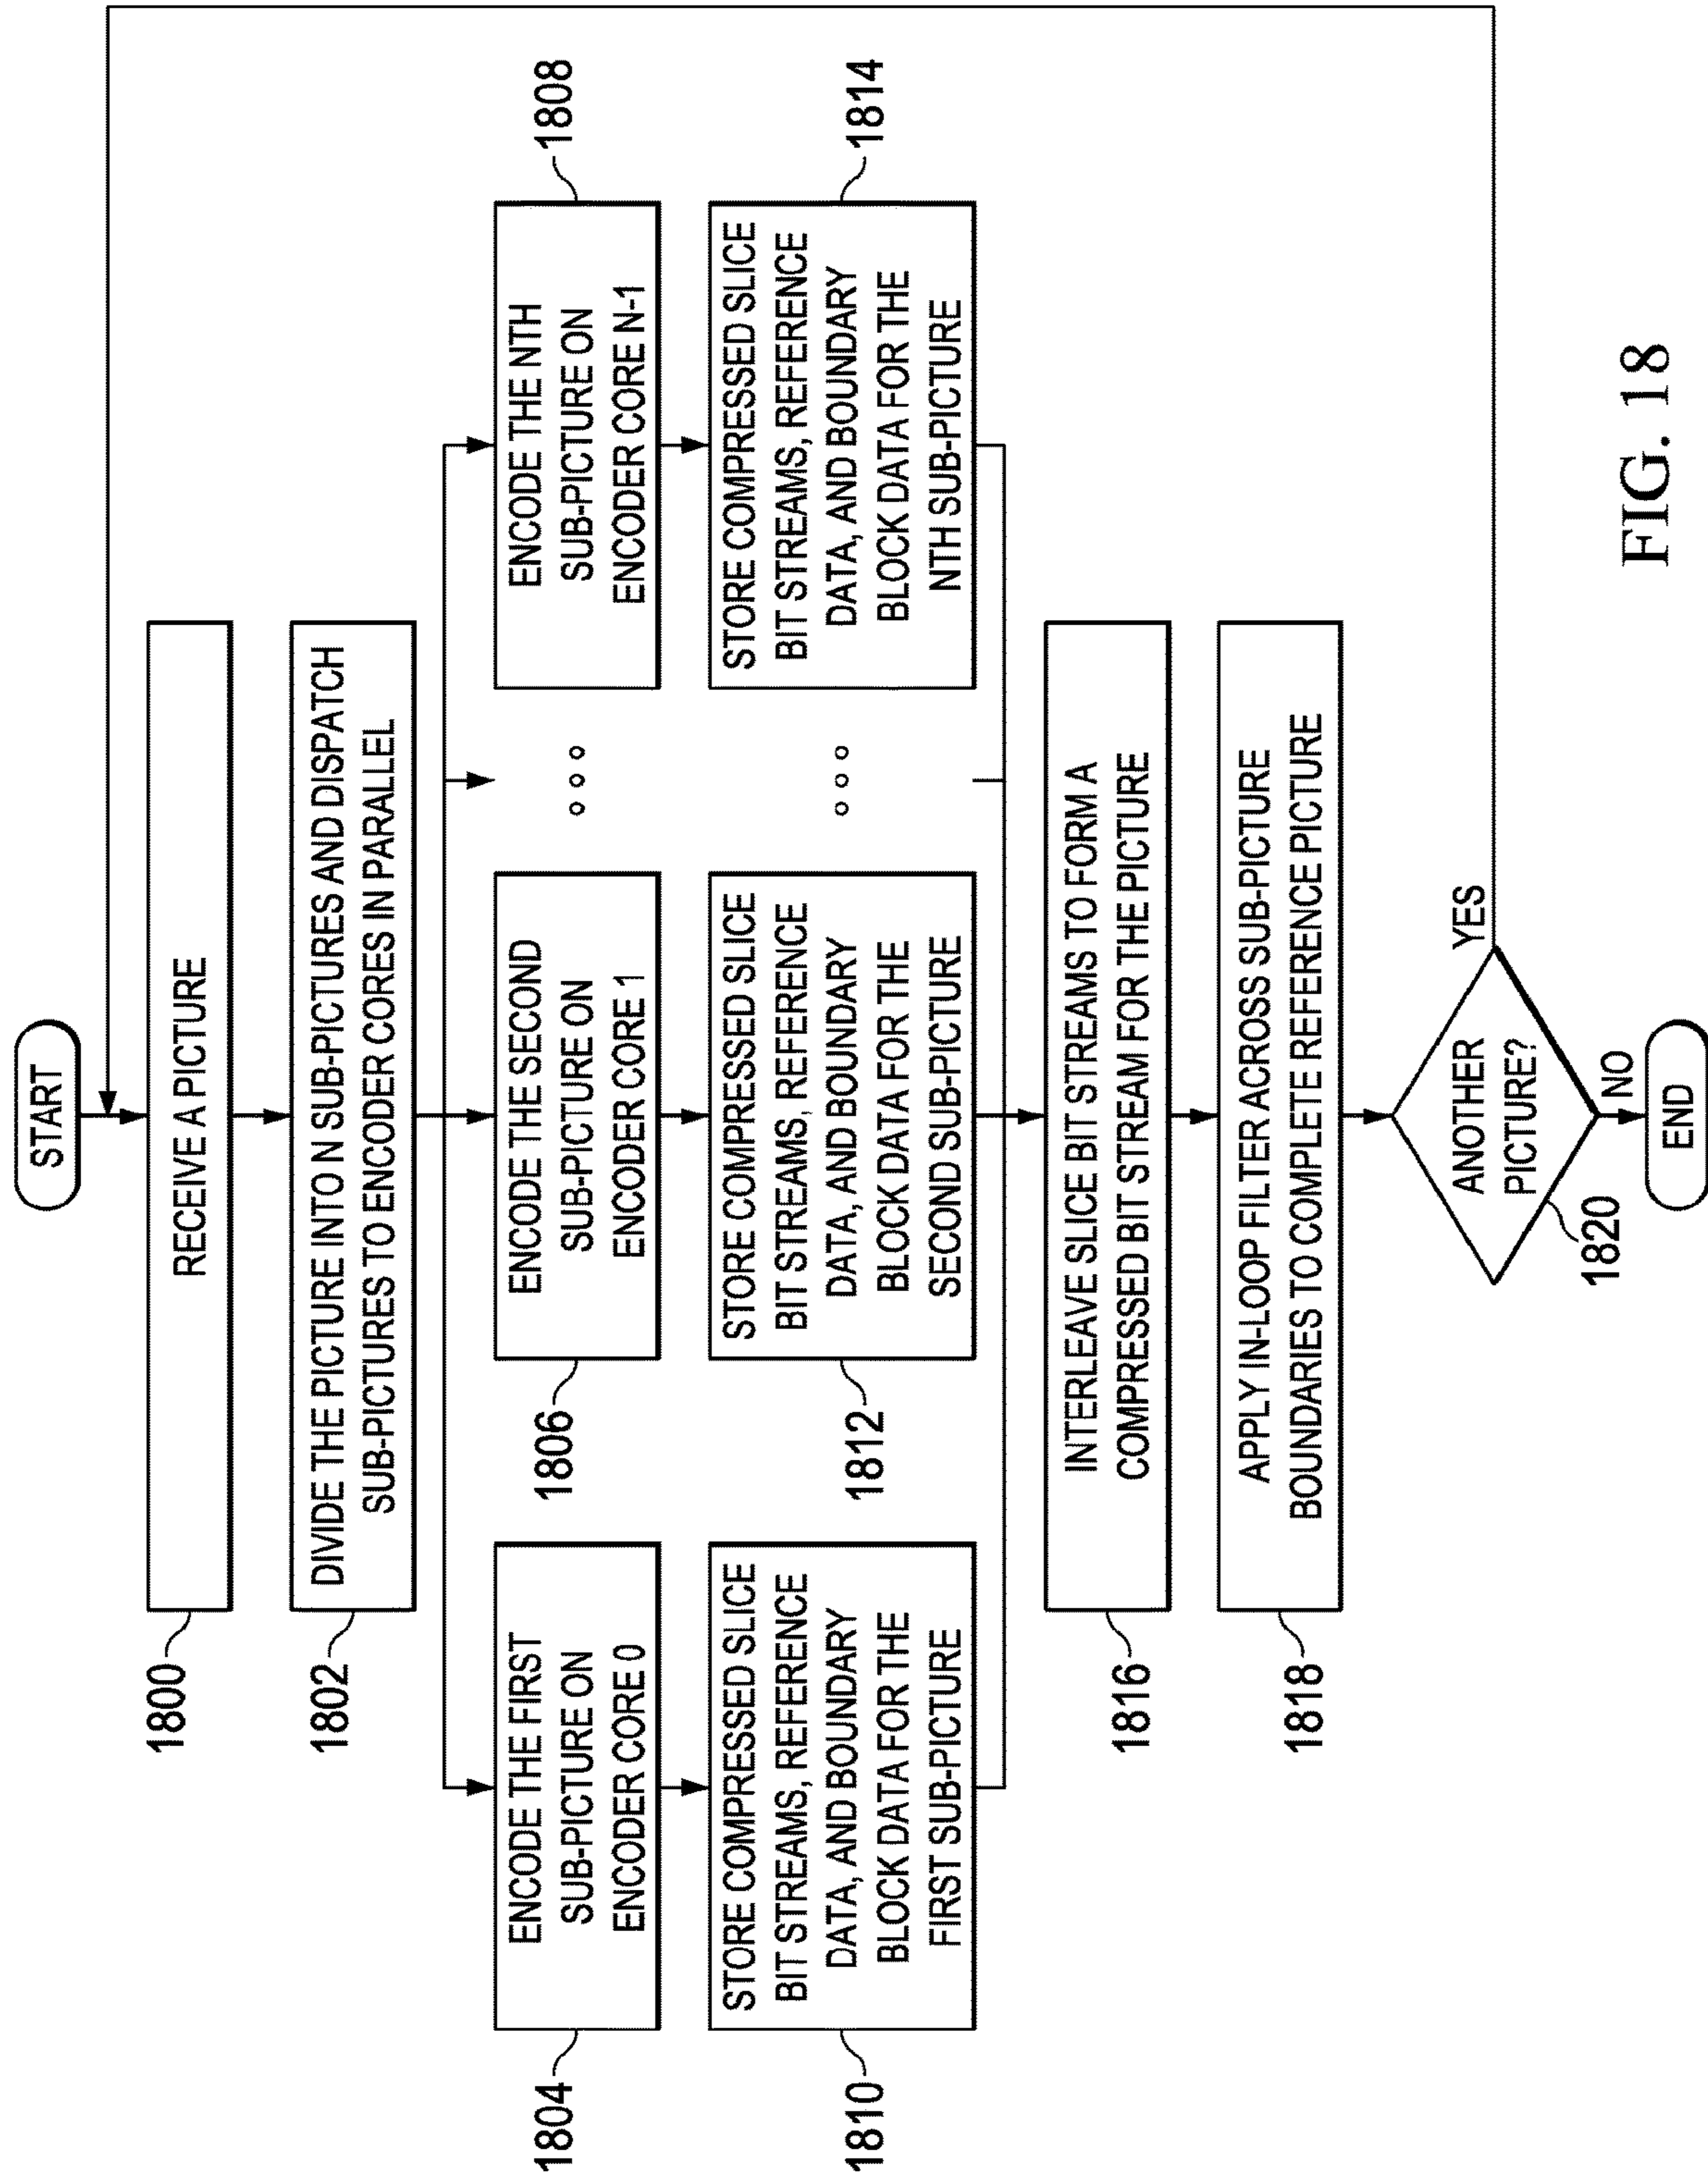 START
1800
RECEIVE A PICTURE
1802
DIVIDE THE PICTURE INTO N SUB-PICTURES AND DISPATCH
SUB-PICTURES TO ENCODER CORES IN PARALLEL
1804
ENCODE THE FIRST
SUB-PICTURE ON
ENCODER CORE 0
1806
ENCODE THE SECOND
SUB-PICTURE ON
ENCODER CORE 1
1808
ENCODE THE NTH
SUB-PICTURE ON
ENCODER CORE N-1
1810
STORE COMPRESSED SLICE
BIT STREAMS, REFERENCE
DATA, AND BOUNDARY
BLOCK DATA FOR THE
FIRST SUB-PICTURE
1812
STORE COMPRESSED SLICE
BIT STREAMS, REFERENCE
DATA, AND BOUNDARY
BLOCK DATA FOR THE
SECOND SUB-PICTURE
1814
STORE COMPRESSED SLICE
BIT STREAMS, REFERENCE
DATA, AND BOUNDARY
BLOCK DATA FOR THE
NTH SUB-PICTURE
1816
INTERLEAVE SLICE BIT STREAMS TO FORM A
COMPRESSED BIT STREAM FOR THE PICTURE
1818
APPLY IN-LOOP FILTER ACROSS SUB-PICTURE
BOUNDARIES TO COMPLETE REFERENCE PICTURE
1820
ANOTHER
PICTURE?
YES
NO
END
FIG. 18